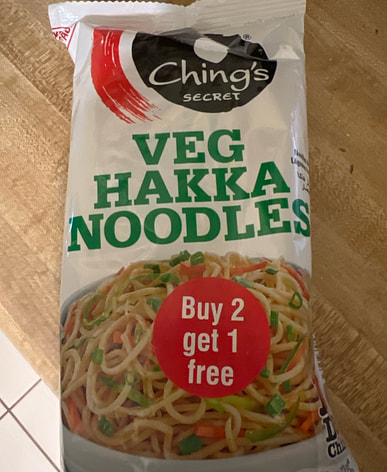 Ching's
SECRET
VEG
HAKKA
NOODLES
Buy 2
get 1
free